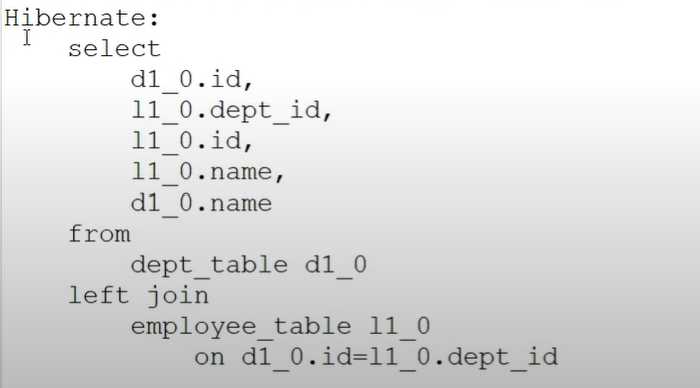 Hibernate:
select
d1_0.id,
l1_0.dept_id,
l1_0.id,
l1_0.name,
d1_0.name
from
dept_table d1_0
left join
employee_table l1_0
on d1_0.id=l1_0.dept_id